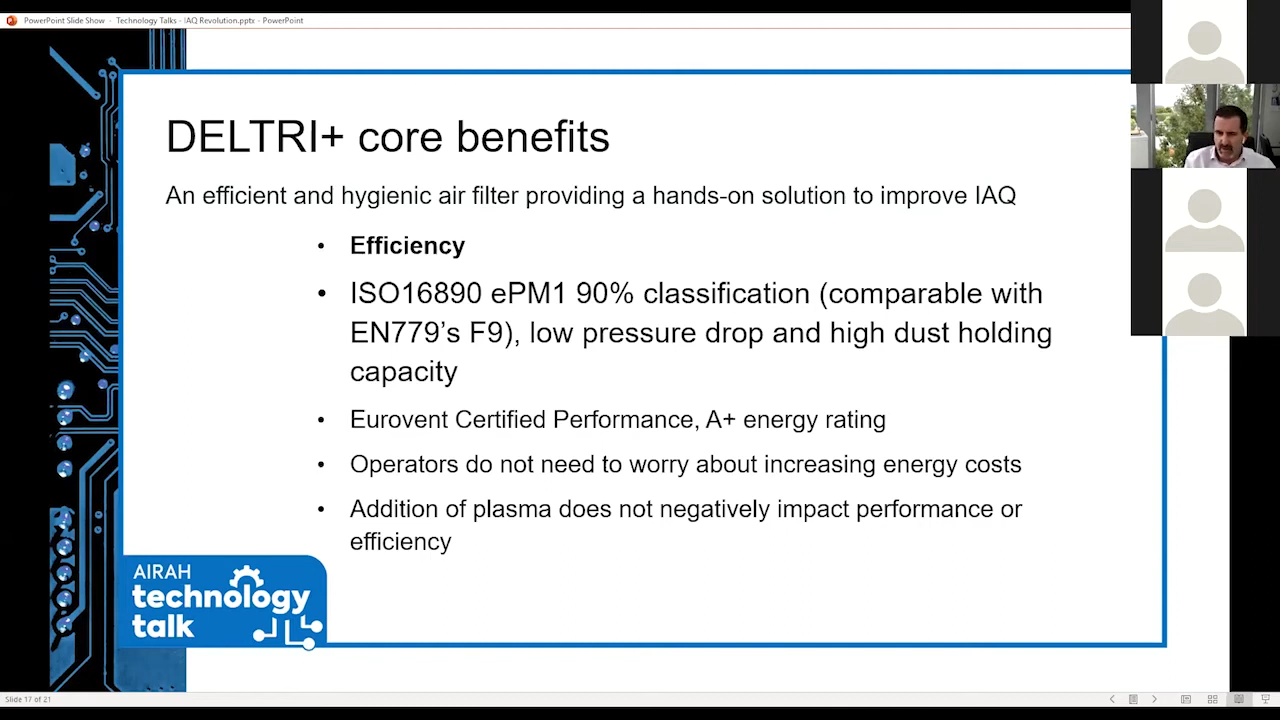 PowerPoint Slide Show - Technology Talks - IAQ Revolution.pptx - PowerPoint
DELTRI+ core benefits
An efficient and hygienic air filter providing a hands-on solution to improve IAQ
• Efficiency
• ISO16890 ePM1 90% classification (comparable with
EN779’s F9), low pressure drop and high dust holding
capacity
• Eurovent Certified Performance, A+ energy rating
• Operators do not need to worry about increasing energy costs
• Addition of plasma does not negatively impact performance or
efficiency
AIRAH
technology
talk
Slide 17 of 21